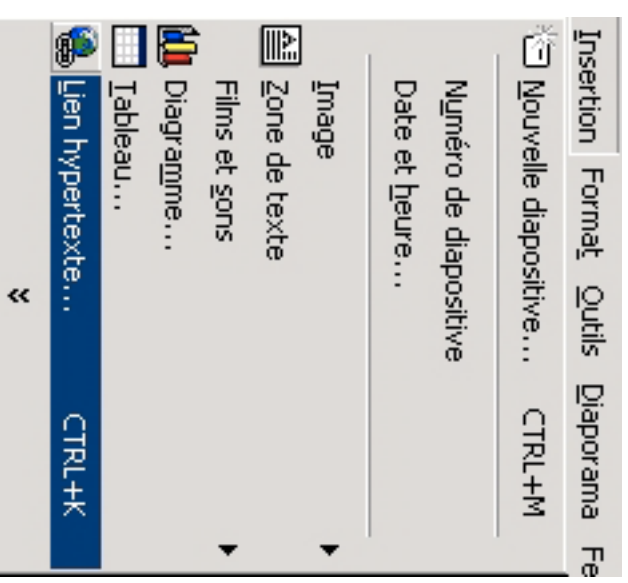 Insertion Format Outils Diaporama Fe
Nouvelle diapositive... CTRL+M
Numéro de diapositive
Date et heure...
Image
Zone de texte
Films et sons
Diagramme...
Tableau...
Lien hypertexte... CTRL+K